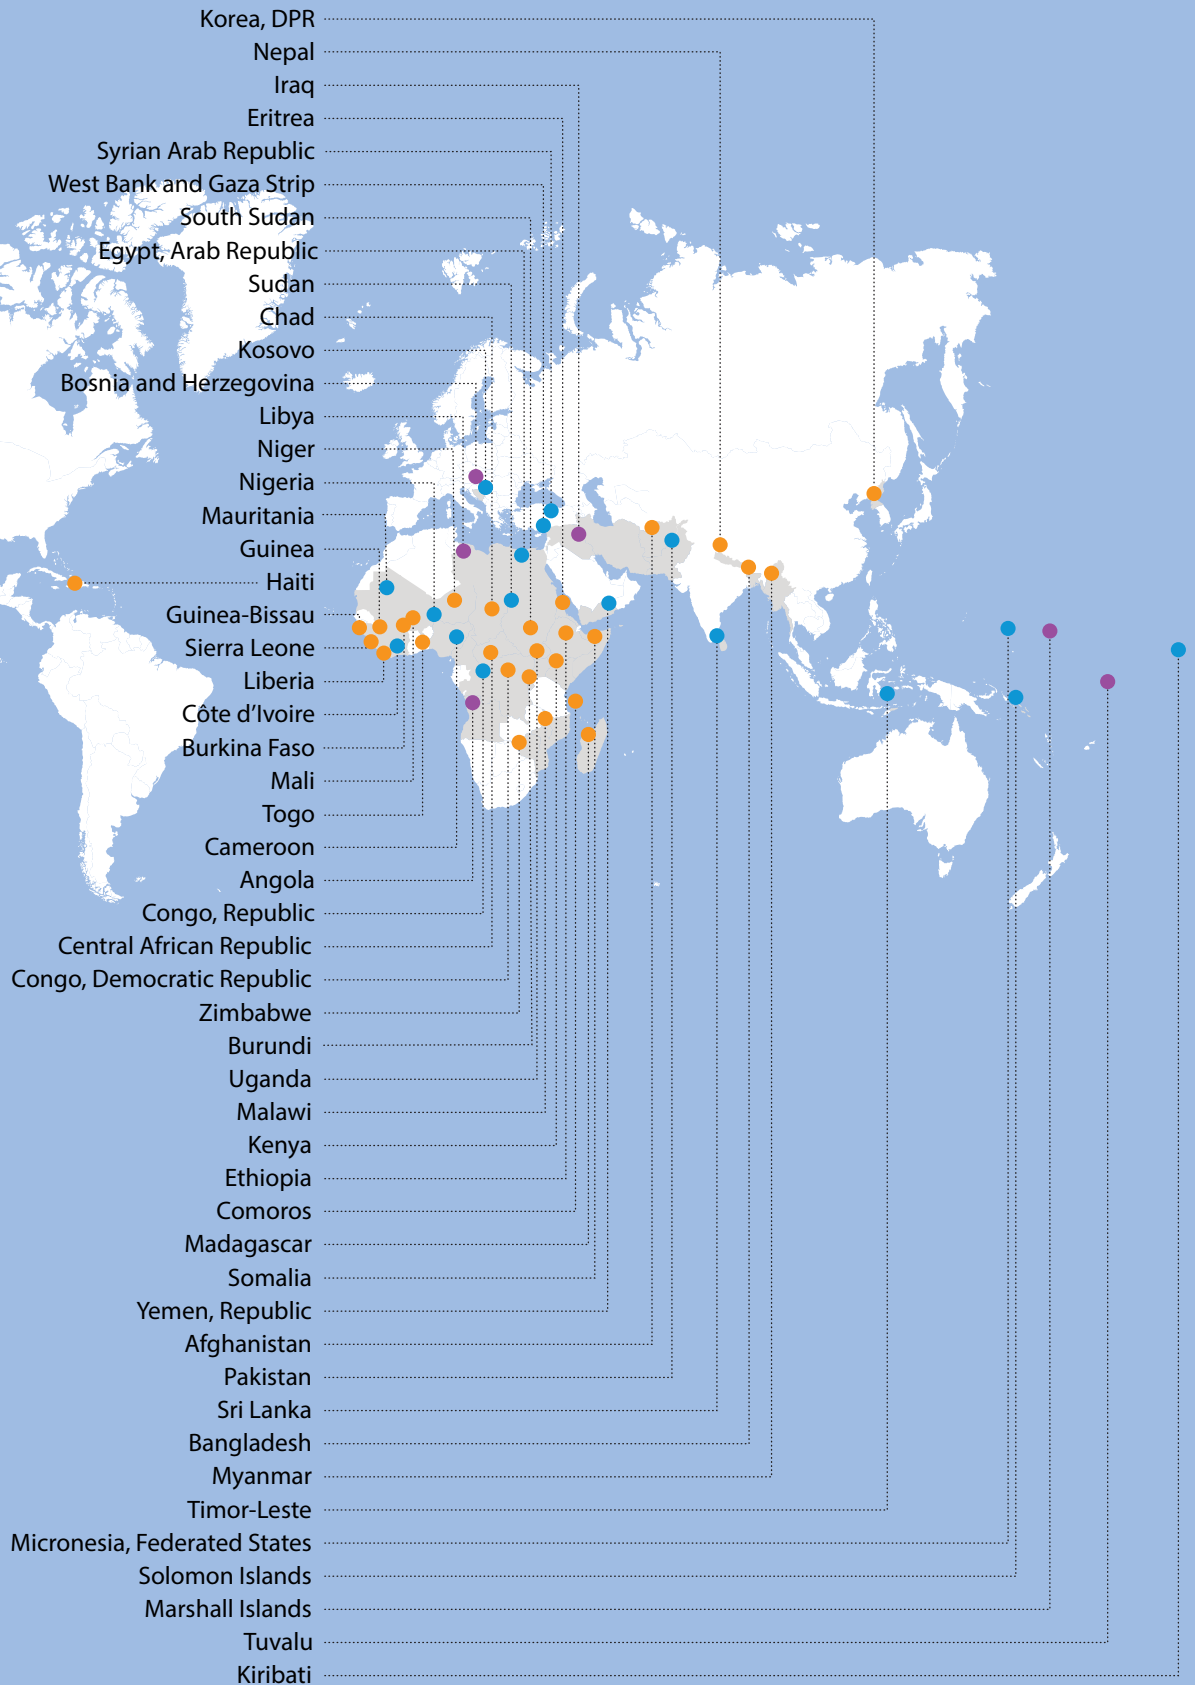 Korea, DPR
Nepal
Iraq
Eritrea
Syrian Arab Republic
West Bank and Gaza Strip
South Sudan
Egypt, Arab Republic
Sudan
Chad
Kosovo
Bosnia and Herzegovina
Libya
Niger
Nigeria
Mauritania
Guinea
Haiti
Guinea-Bissau
Sierra Leone
Liberia
Côte d’Ivoire
Burkina Faso
Mali
Togo
Cameroon
Angola
Congo, Republic
Central African Republic
Congo, Democratic Republic
Zimbabwe
Burundi
Uganda
Malawi
Kenya
Ethiopia
Comoros
Madagascar
Somalia
Yemen, Republic
Afghanistan
Pakistan
Sri Lanka
Bangladesh
Myanmar
Timor-Leste
Micronesia, Federated States
Solomon Islands
Marshall Islands
Tuvalu
Kiribati